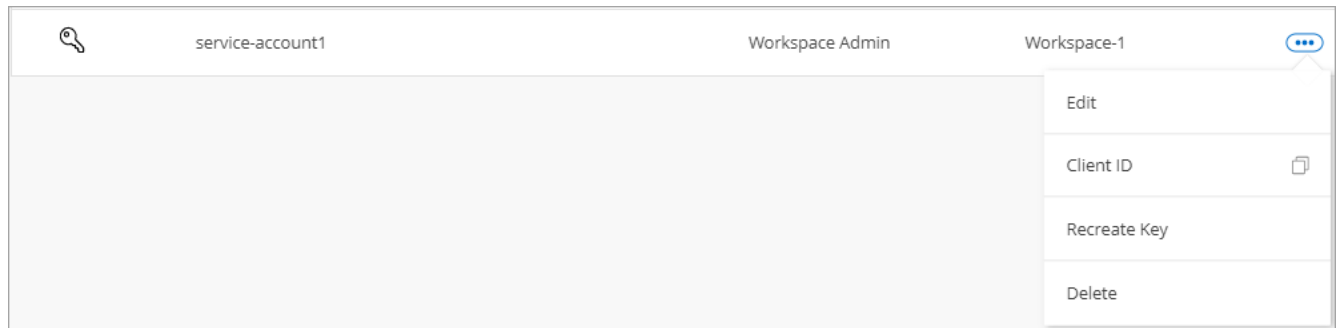 service-account1 Workspace Admin Workspace-1
Edit
Client ID
Recreate Key
Delete